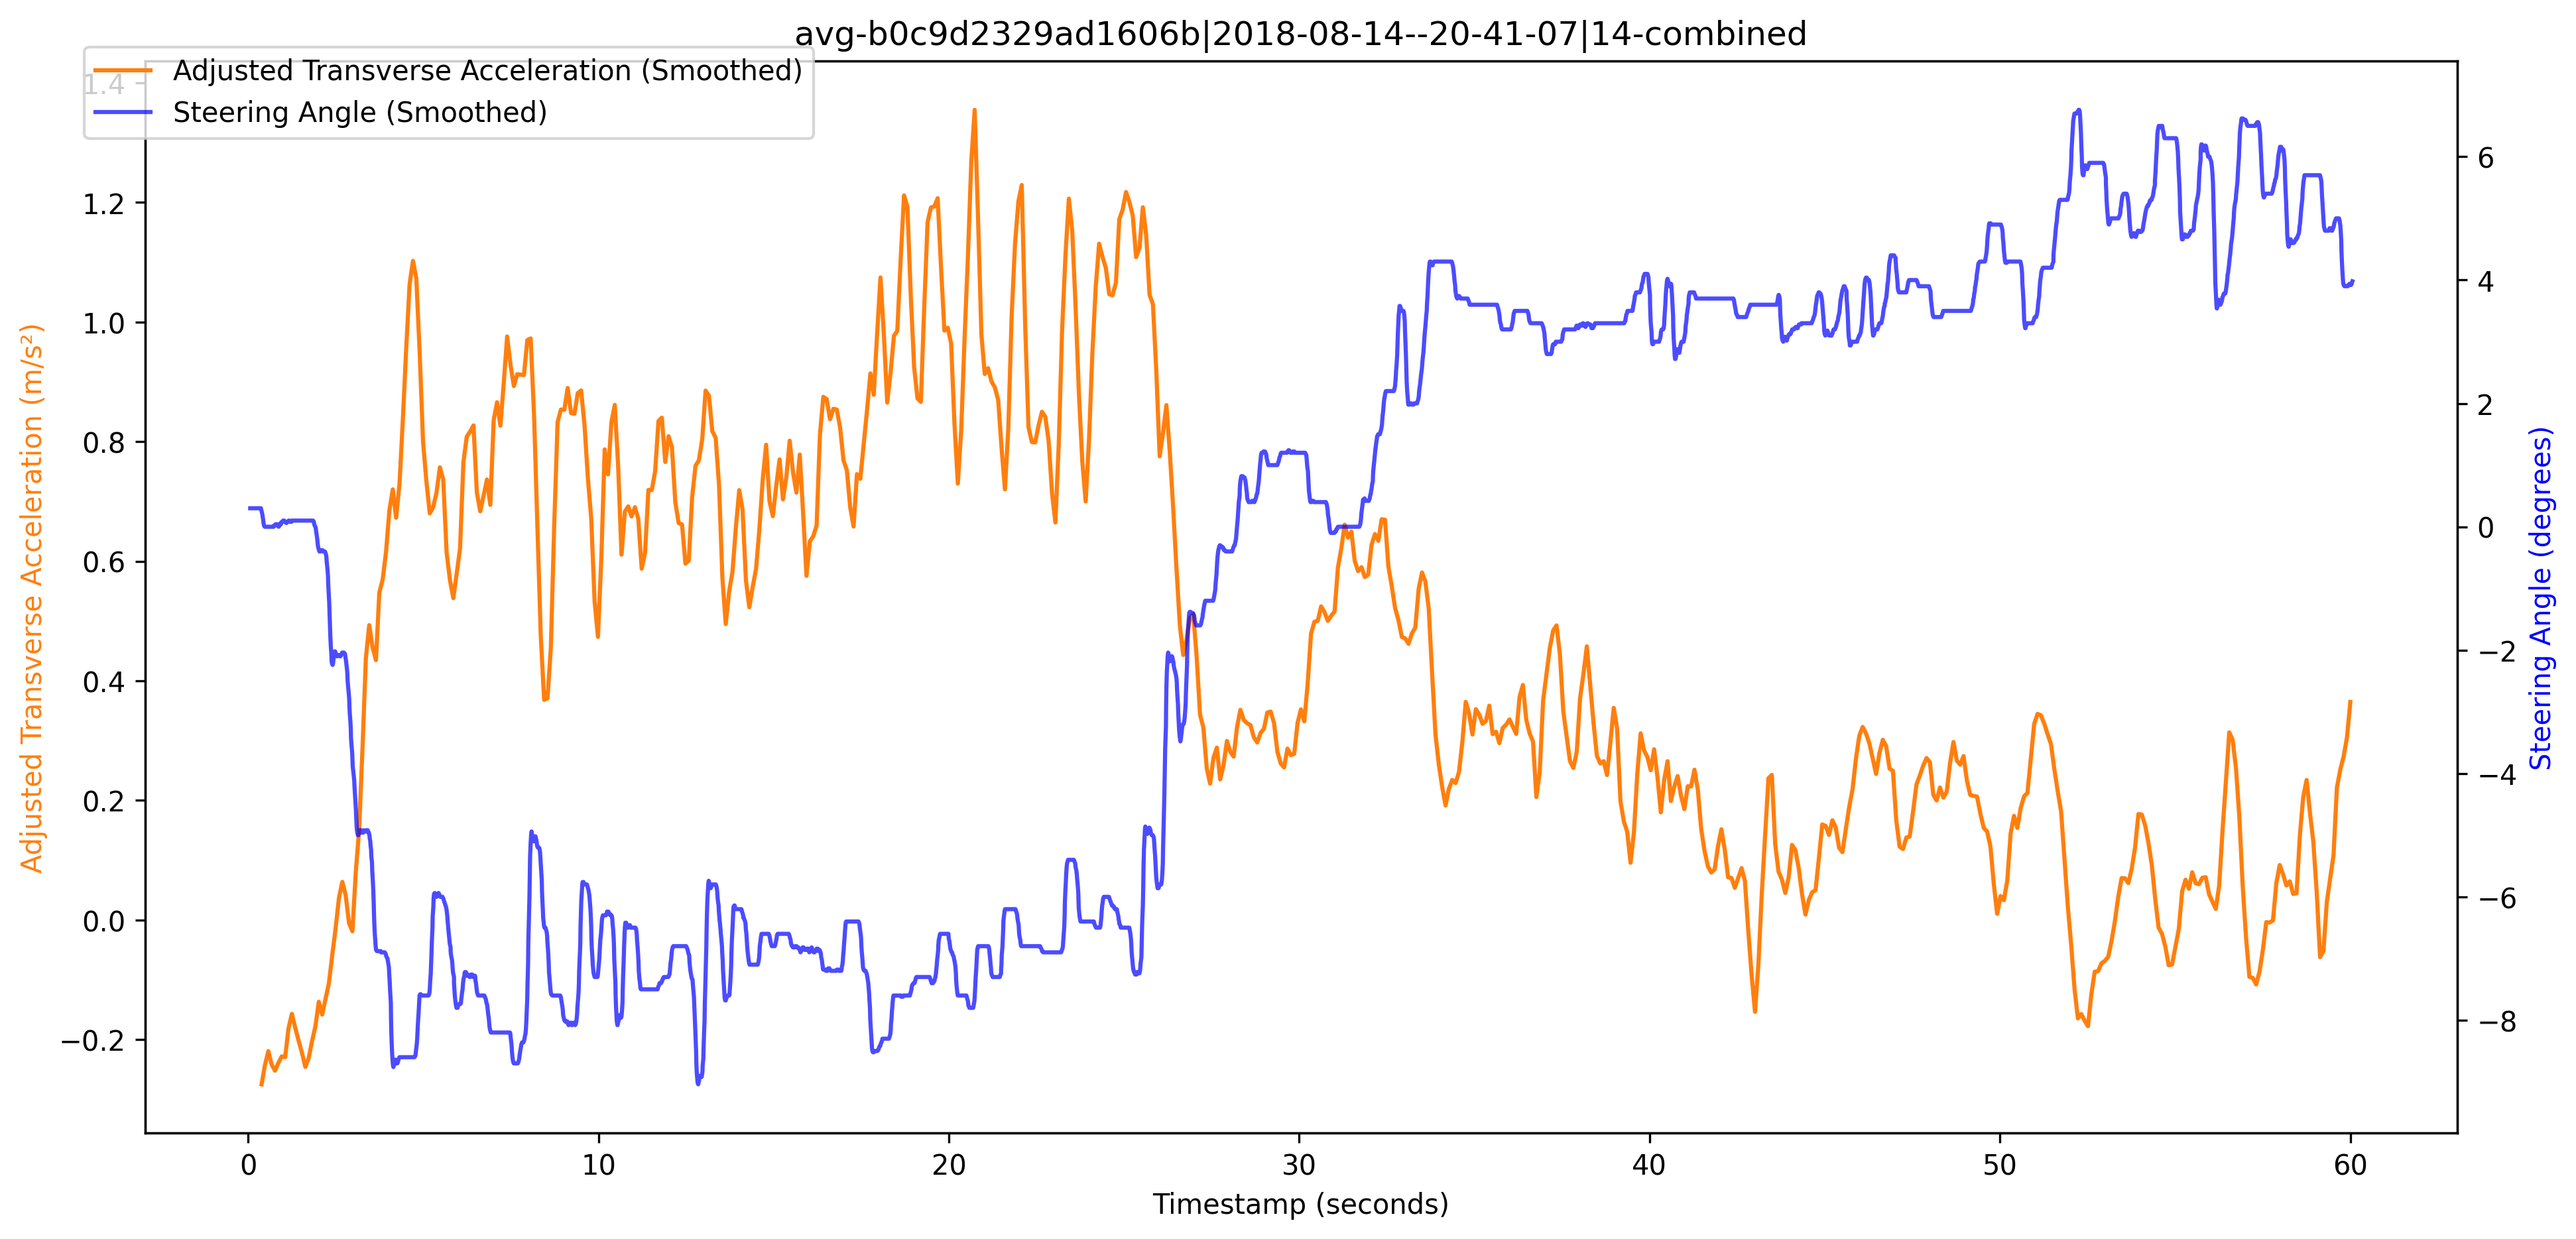 avg-b0c9d2329ad1606b|2018-08-14--20-41-07|14-combined
Adjusted Transverse Acceleration (Smoothed)
Steering Angle (Smoothed)
1.4
1.2
1.0
0.8
0.6
0.4
0.2
0.0
−0.2
Adjusted Transverse Acceleration (m/s²)
6
4
2
0
−2
−4
−6
−8
Steering Angle (degrees)
0 10 20 30 40 50 60
Timestamp (seconds)